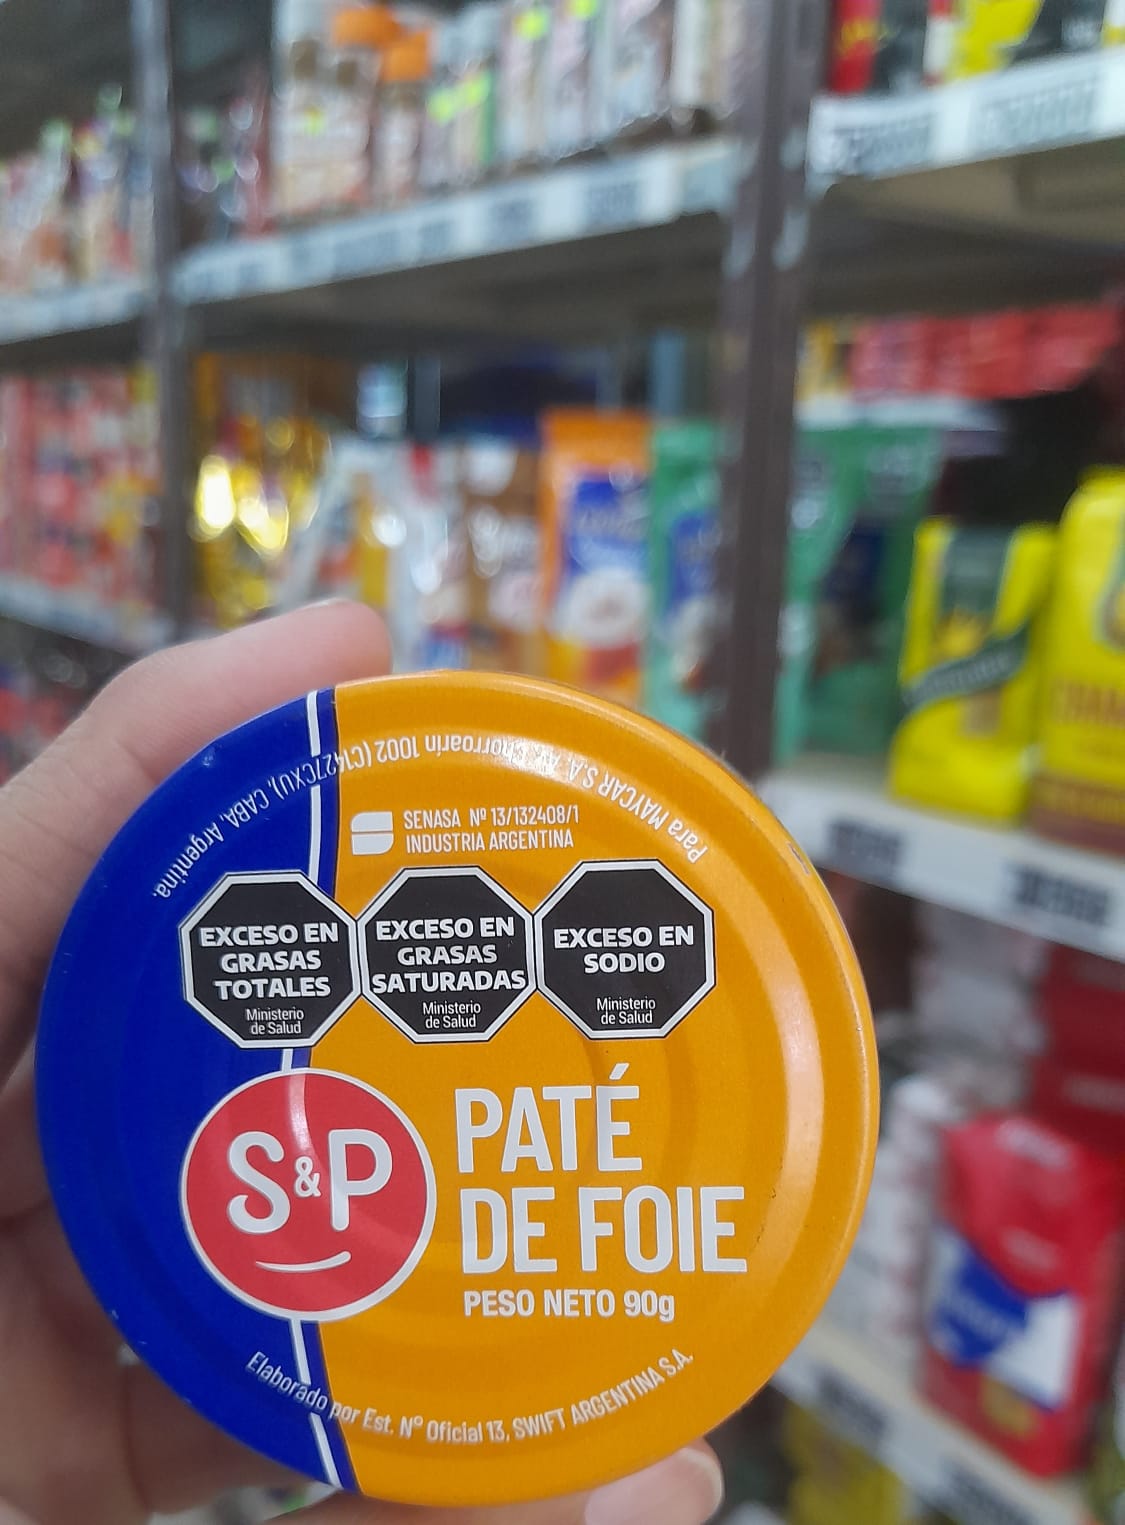 Para MAYCAR S.A. Av. Chorroarín 1002 (C1427CXU), CABA, Argentina.
SENASA Nº 13/132408/1
INDUSTRIA ARGENTINA
EXCESO EN
GRASAS
TOTALES
Ministerio
de Salud
EXCESO EN
GRASAS
SATURADAS
Ministerio
de Salud
EXCESO EN
SODIO
Ministerio
de Salud
S&P
PATÉ
DE FOIE
PESO NETO 90g
Elaborado por Est. Nº Oficial 13, SWIFT ARGENTINA S.A.